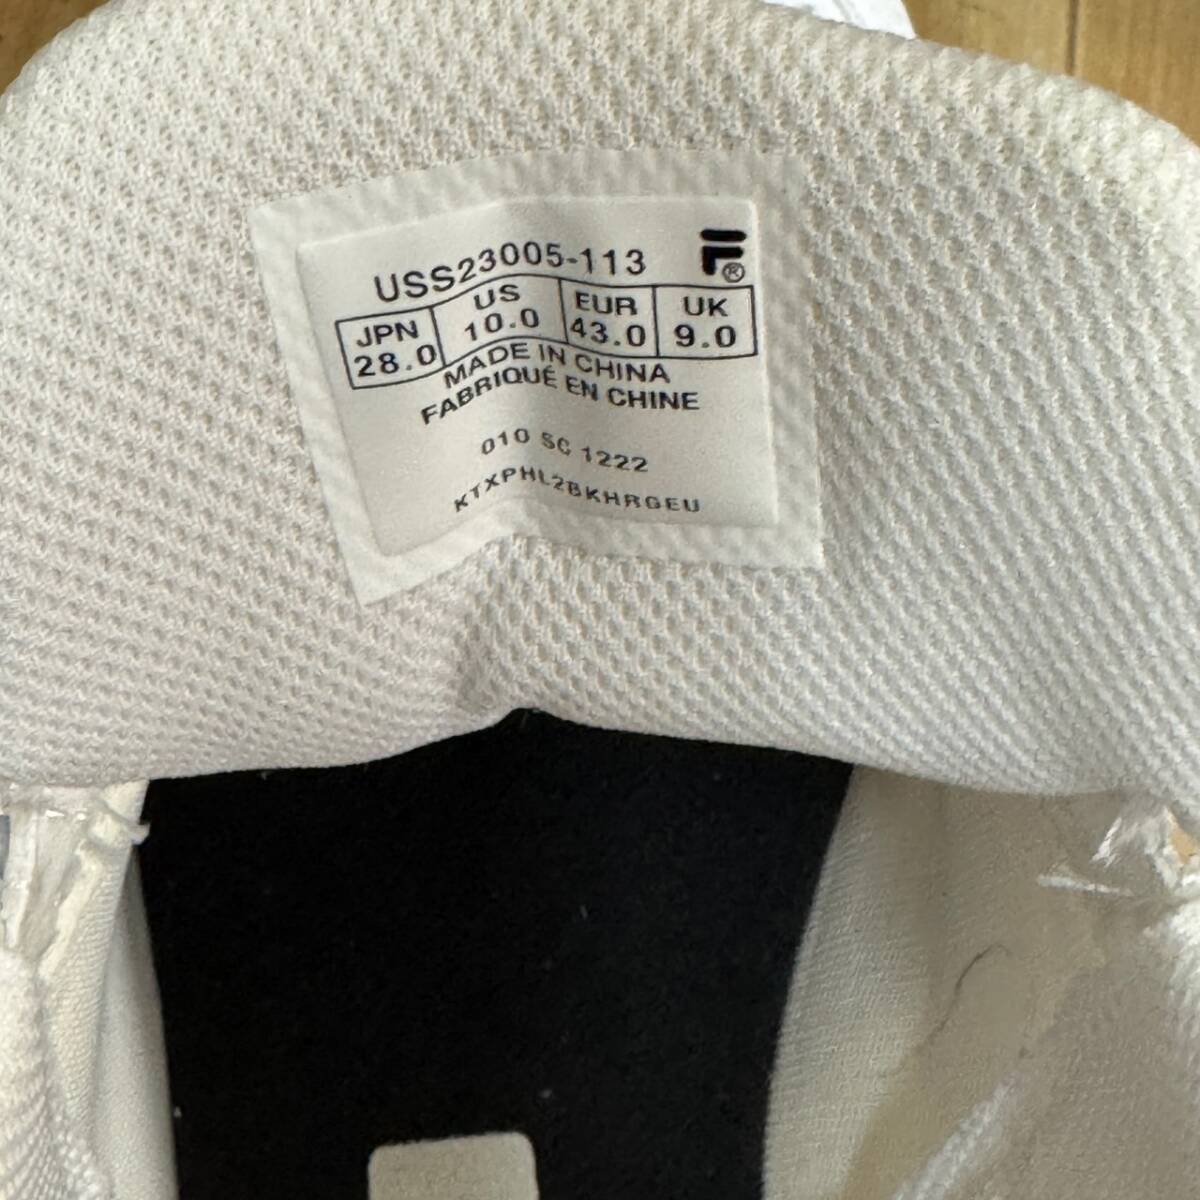 USS23005-113
F®
JPN US EUR UK
28.0 10.0 43.0 9.0
MADE IN CHINA
FABRIQUÉ EN CHINE
010 SC 1222
KTXPHL2BKHRGEU